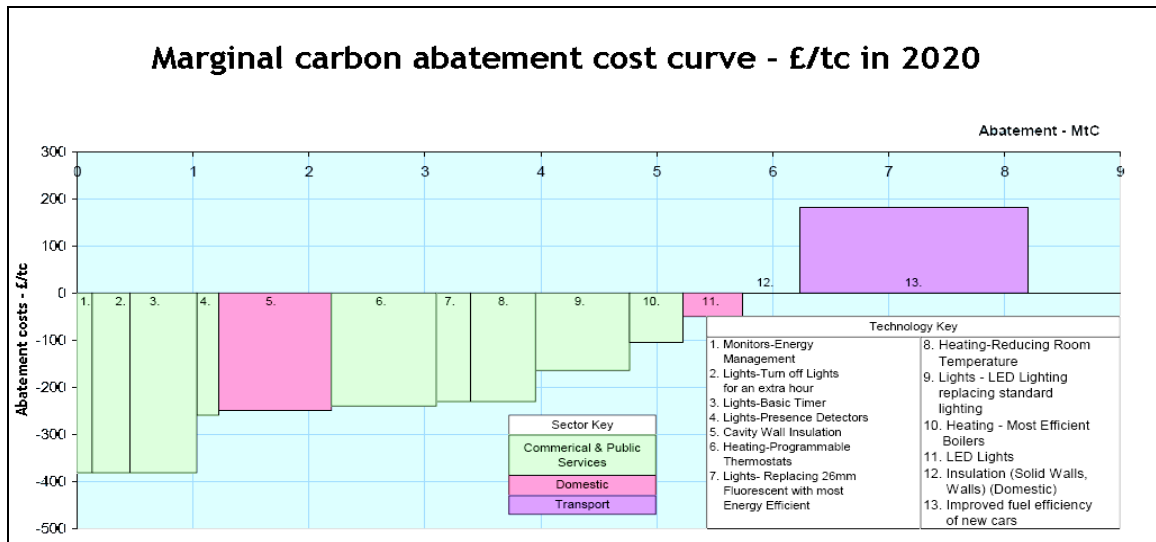 Marginal carbon abatement cost curve - £/tc in 2020
Abatement - MtC
300
200
100
0
-100
-200
-300
-400
-500
Abatement costs - £/tc
0 1 2 3 4 5 6 7 8 9
12. 13.
1. 2. 3. 4. 5. 6. 7. 8. 9. 10. 11.
Sector Key
Commerical & Public
Services
Domestic
Transport
Technology Key
1. Monitors-Energy
Management
2. Lights-Turn off Lights
for an extra hour
3. Lights-Basic Timer
4. Lights-Presence Detectors
5. Cavity Wall Insulation
6. Heating-Programmable
Thermostats
7. Lights- Replacing 26mm
Fluorescent with most
Energy Efficient
8. Heating-Reducing Room
Temperature
9. Lights - LED Lighting
replacing standard
lighting
10. Heating - Most Efficient
Boilers
11. LED Lights
12. Insulation (Solid Walls,
Walls) (Domestic)
13. Improved fuel efficiency
of new cars